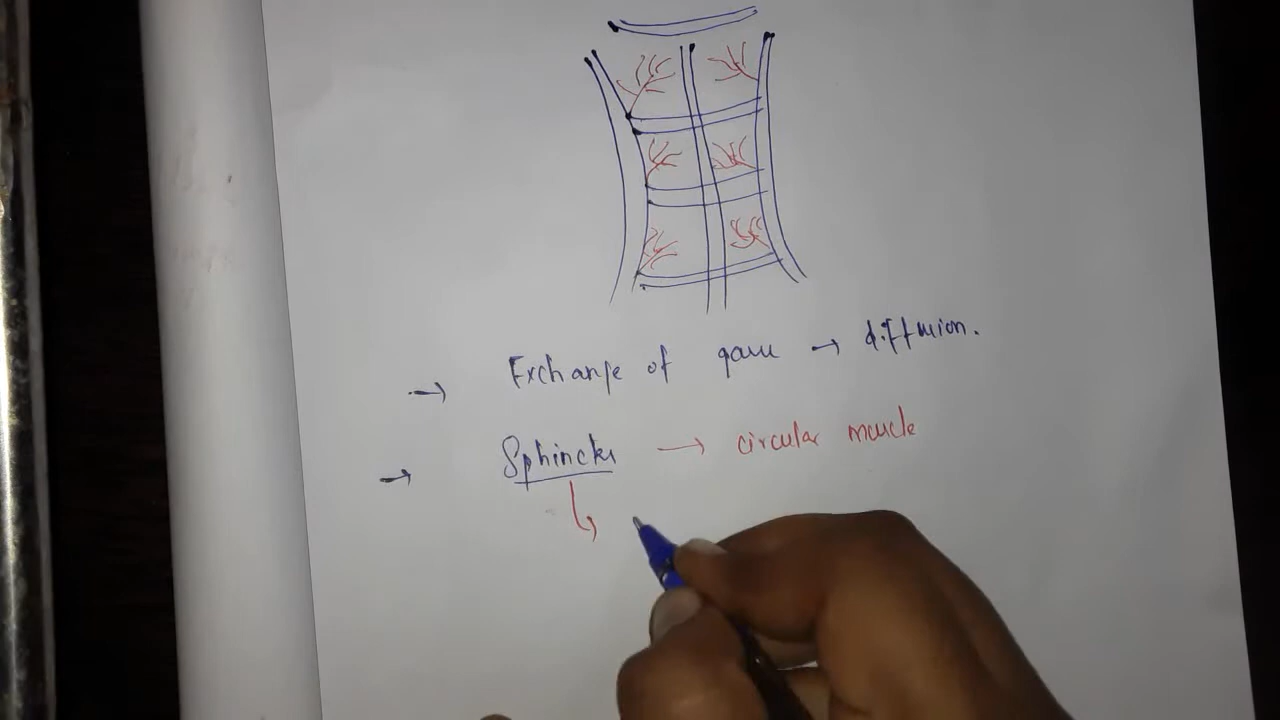 → Exchange of gases → diffusion.
→ Sphincter → circular muscle